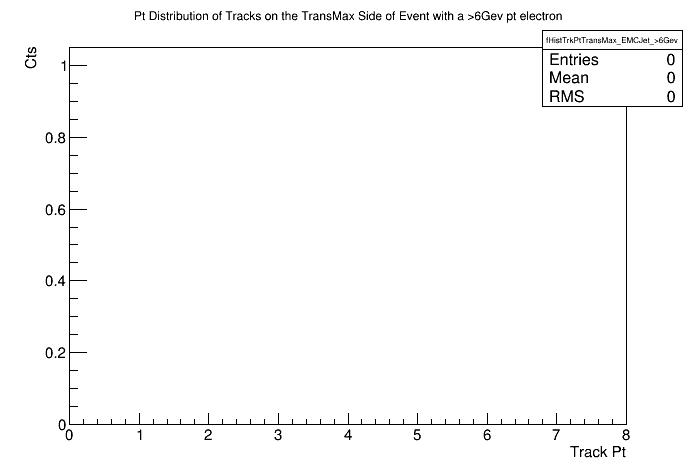 Pt Distribution of Tracks on the TransMax Side of Event with a >6Gev pt electron
fHistTrkPtTransMax_EMCJet_>6Gev
Entries 0
Mean 0
RMS 0
Cts
1
0.8
0.6
0.4
0.2
0
0 1 2 3 4 5 6 7 8
Track Pt